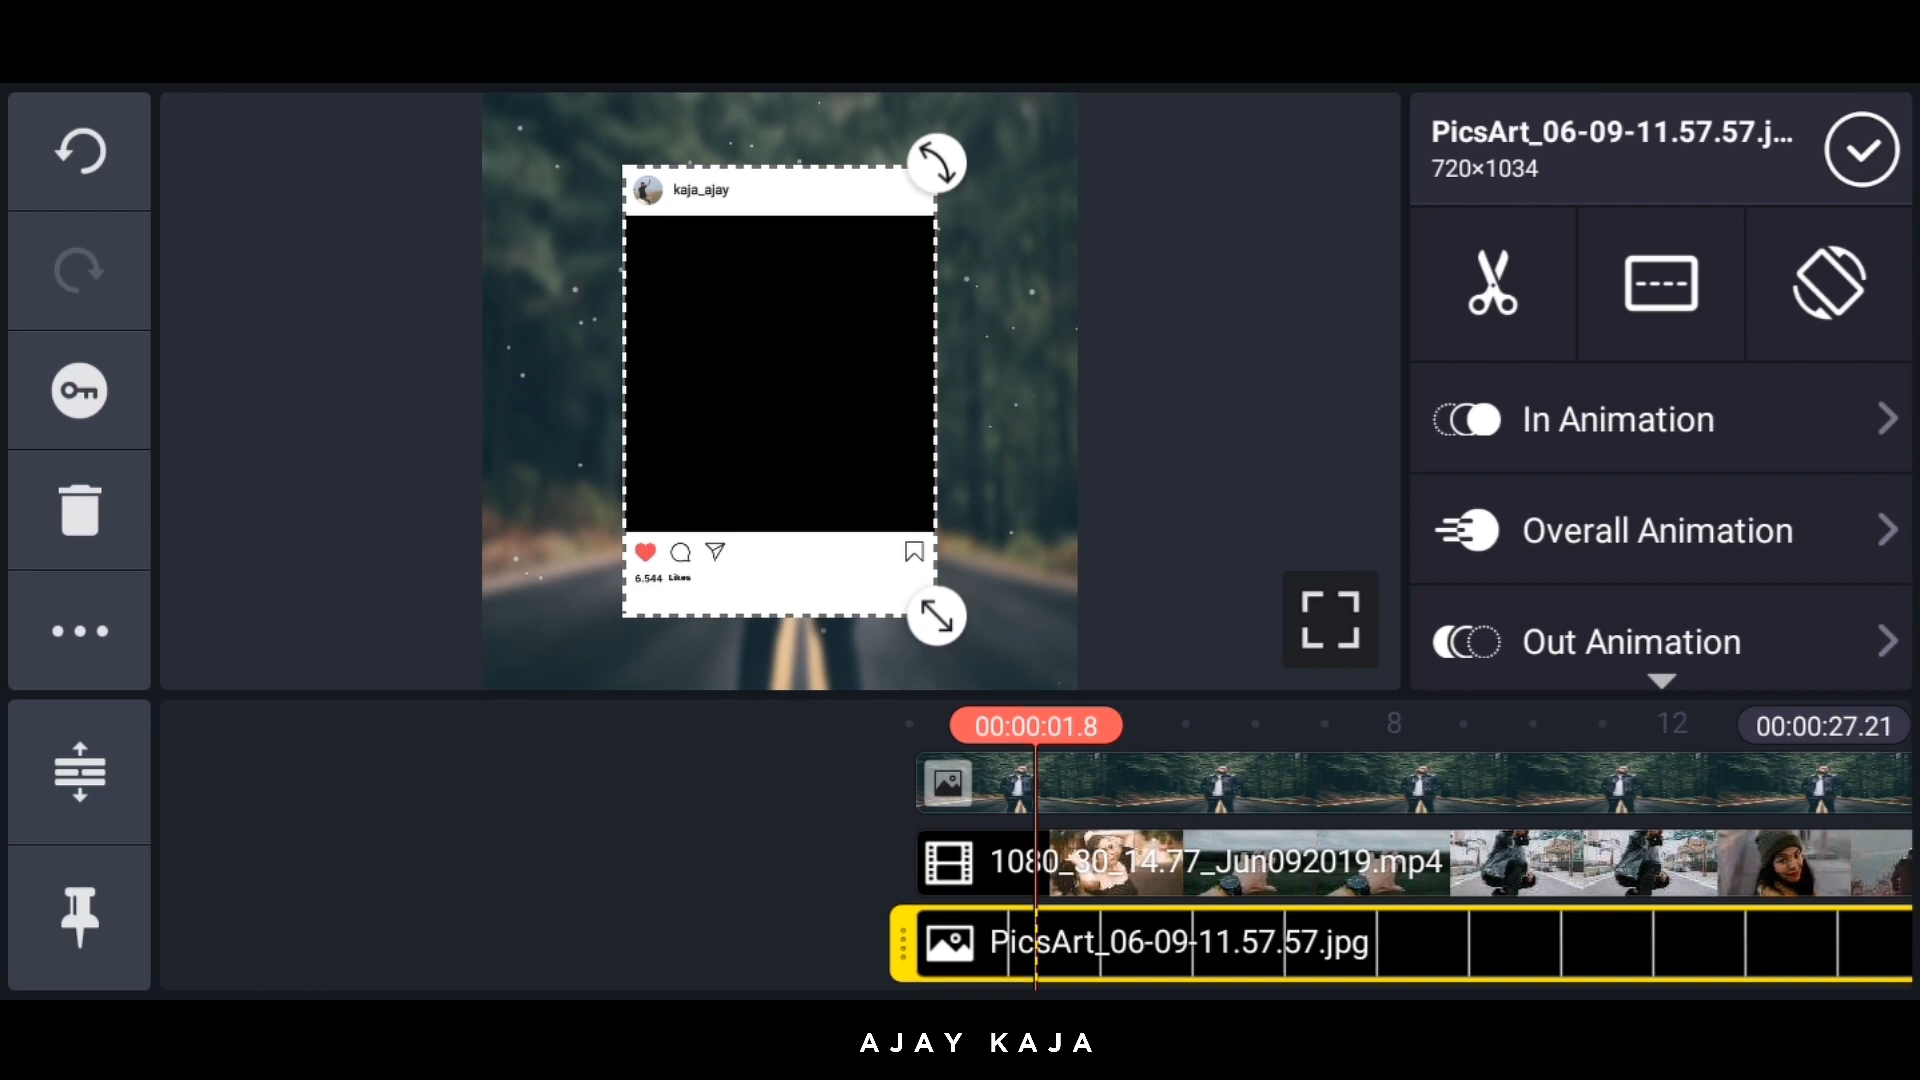 PicsArt_06-09-11.57.57.j...
720×1034
kaja_ajay
In Animation
Overall Animation
6.544 Likes
Out Animation
00:00:01.8
8
12
00:00:27.21
1080_30_14.77_Jun092019.mp4
PicsArt_06-09-11.57.57.jpg
AJAY KAJA